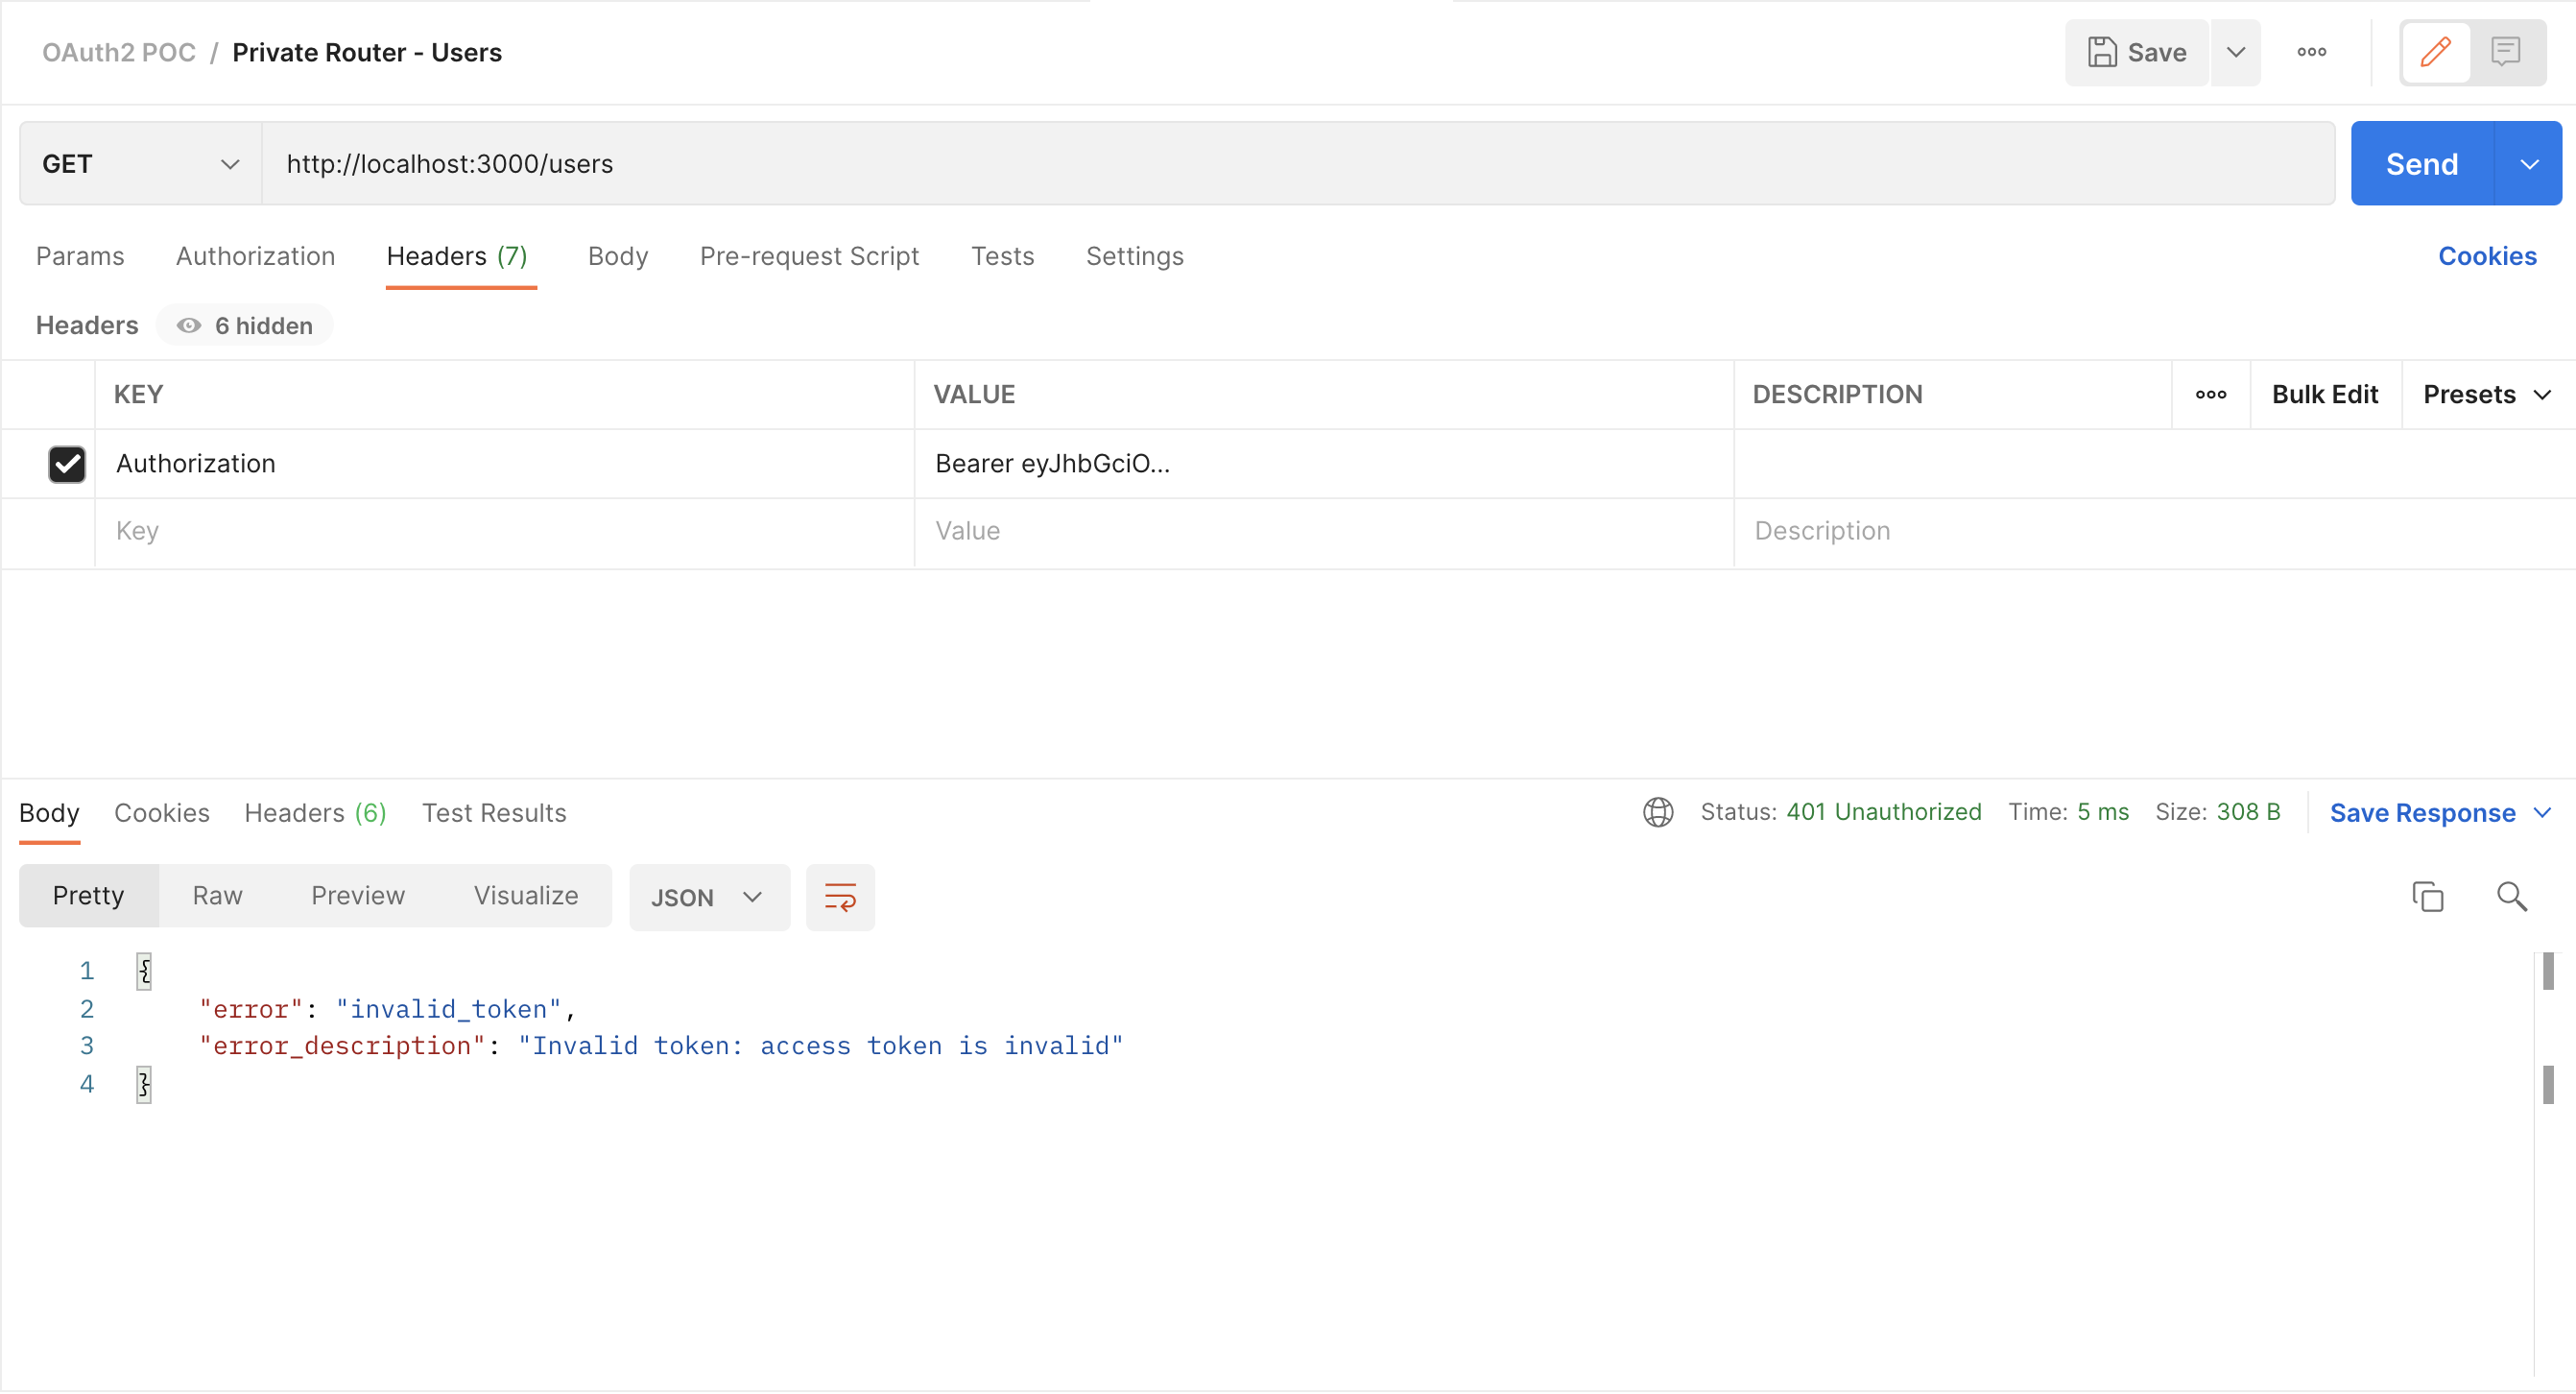 OAuth2 POC / Private Router - Users
Save
GET
http://localhost:3000/users
Send
Params Authorization Headers (7) Body Pre-request Script Tests Settings Cookies
Headers 6 hidden
KEY VALUE DESCRIPTION Bulk Edit Presets
Authorization Bearer eyJhbGciO...
Key Value Description
Body Cookies Headers (6) Test Results Status: 401 Unauthorized Time: 5 ms Size: 308 B Save Response
Pretty Raw Preview Visualize JSON
1 {
2 "error": "invalid_token",
3 "error_description": "Invalid token: access token is invalid"
4 }